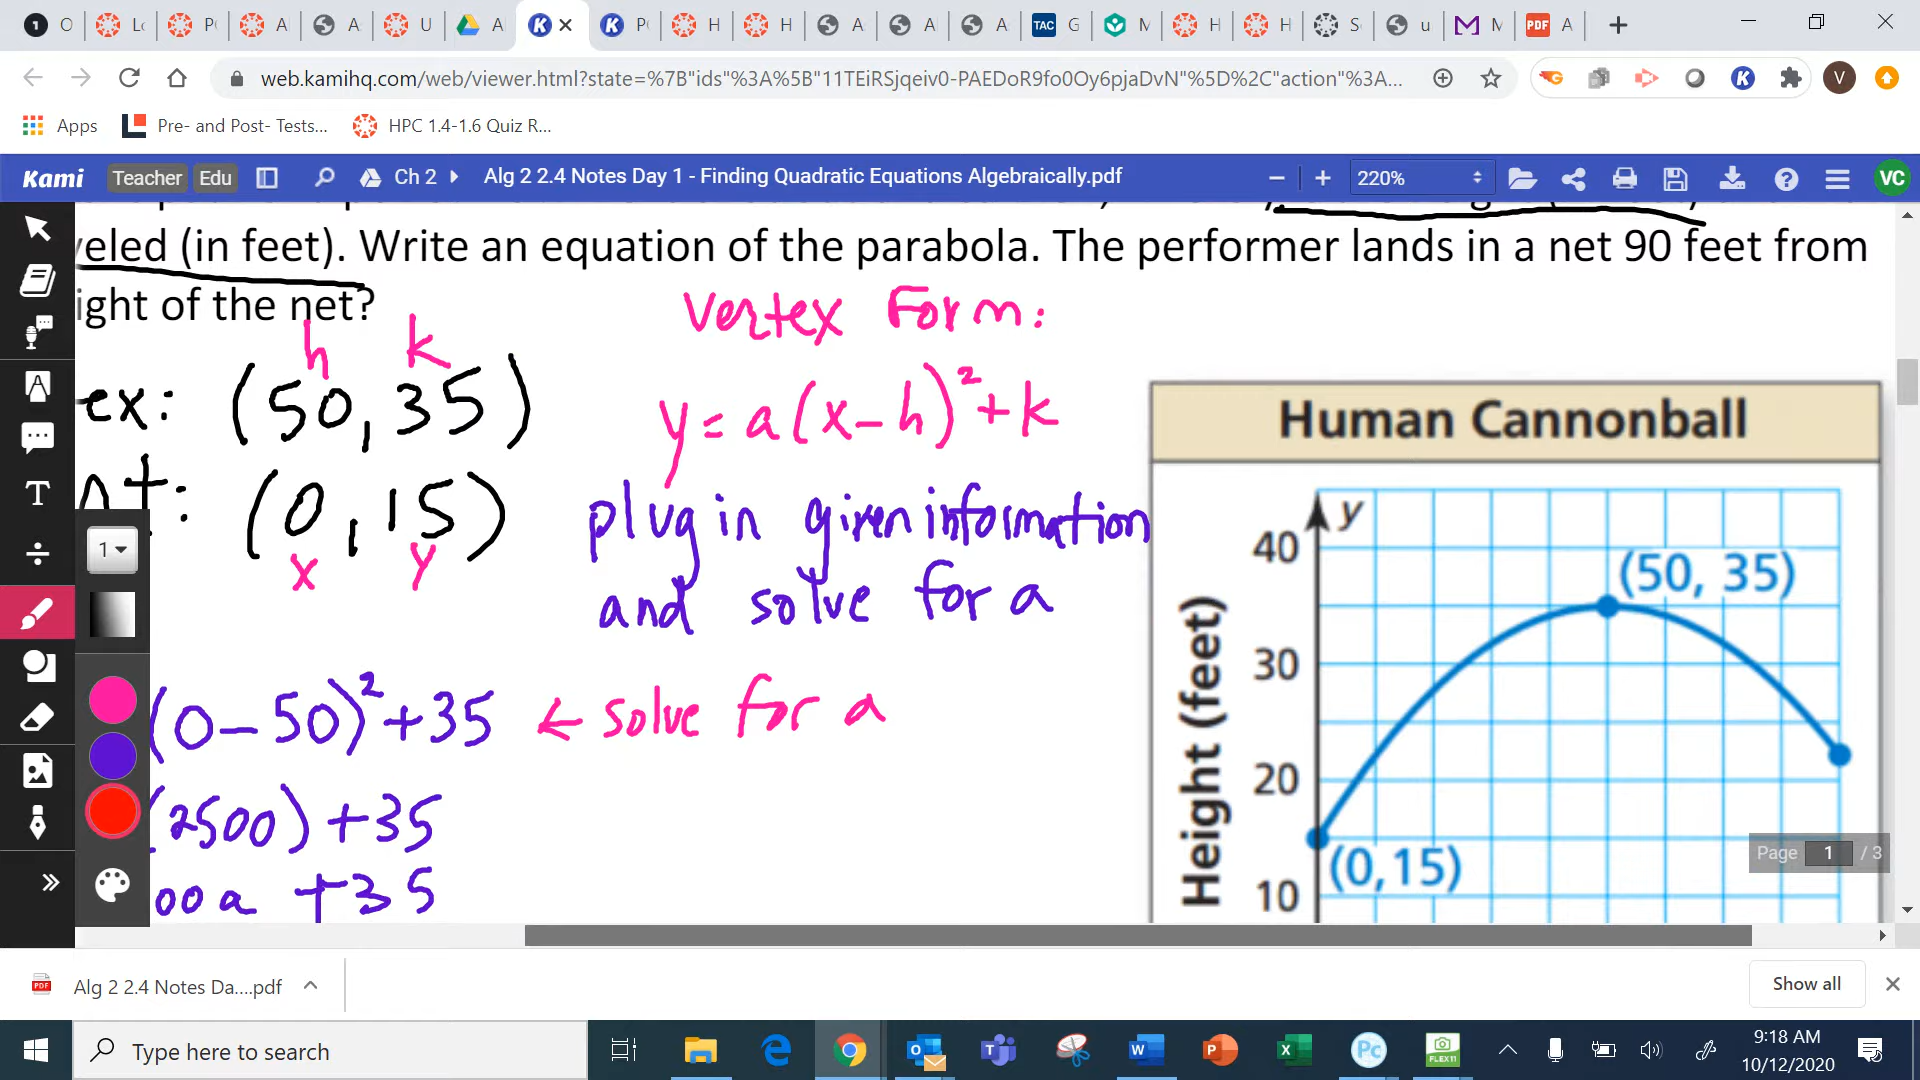 1 O
L
P
A
A
U
A
P
H
H
A
A
A
TAC G
M
H
H
S
u
M
PDF A
web.kamihq.com/web/viewer.html?state=%7B"ids"%3A%5B"11TEiRSjqeiv0-PAEDoR9fo0Oy6pjaDvN"%5D%2C"action"%3A...
V
Apps
Pre- and Post- Tests...
HPC 1.4-1.6 Quiz R...
Kami Teacher Edu Ch 2 Alg 2 2.4 Notes Day 1 - Finding Quadratic Equations Algebraically.pdf 220% VC
veled (in feet). Write an equation of the parabola. The performer lands in a net 90 feet from
ight of the net?
Vertex Form:
h k
ex: (50, 35)
y = a(x-h)²+k
nt: (0, 15)
x y
plug in given information
and solve for a
(0-50)²+35 ← solve for a
(2500)+35
00a +35
Human Cannonball
y
40
(50, 35)
30
Height (feet)
20
(0,15)
10
Page 1 / 3
1
T
Alg 2 2.4 Notes Da....pdf
Show all
Type here to search
FLEX11
9:18 AM
10/12/2020